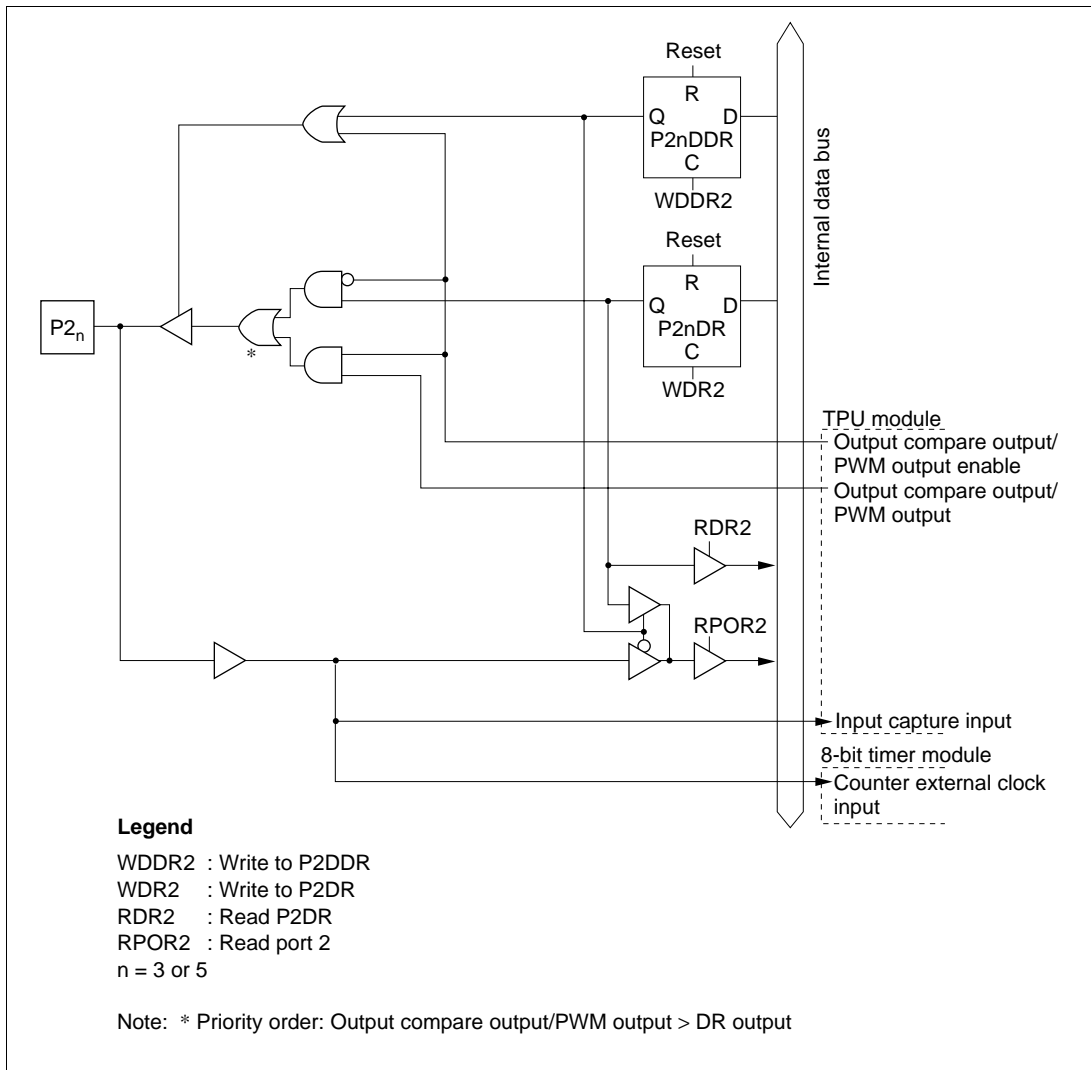 Reset
R
Q D
P2nDDR
C
WDDR2
Reset
R
Q D
P2nDR
C
WDR2
Internal data bus
P2n
*
TPU module
Output compare output/
PWM output enable
Output compare output/
PWM output
RDR2
RPOR2
Input capture input
8-bit timer module
Counter external clock
input
Legend
WDDR2 : Write to P2DDR
WDR2 : Write to P2DR
RDR2 : Read P2DR
RPOR2 : Read port 2
n = 3 or 5
Note: * Priority order: Output compare output/PWM output > DR output